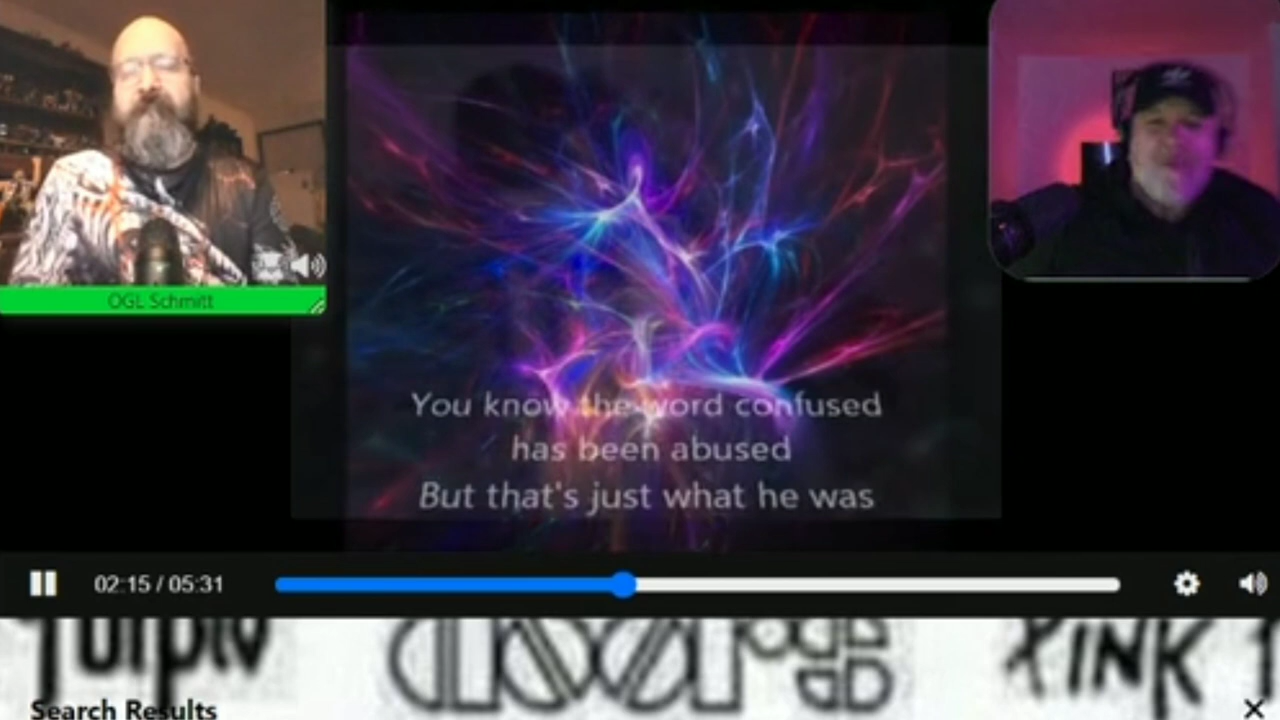 OGL Schmitt
You know the word confused
has been abused
But that's just what he was
02:15 / 05:31
PINK
Search Results